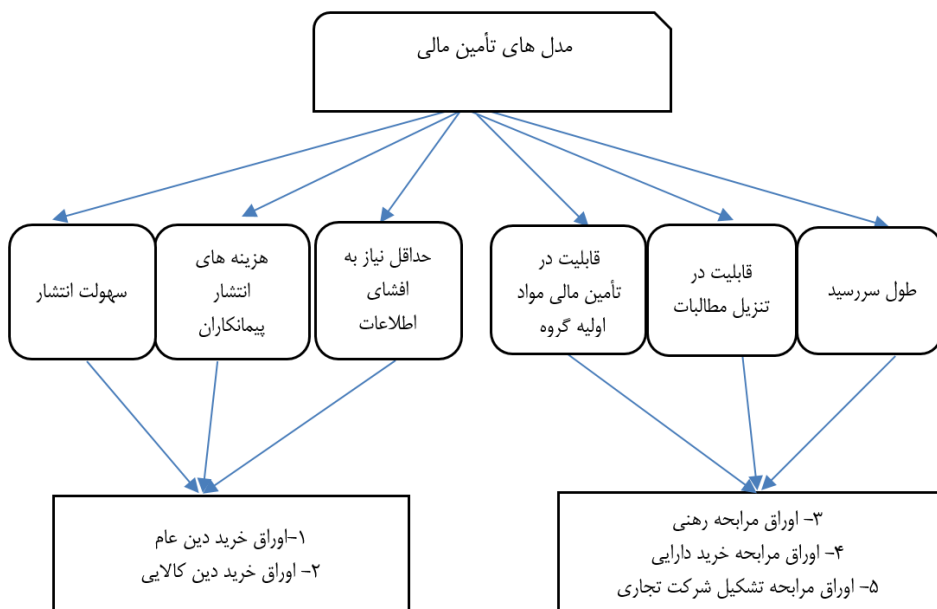 مدل های تأمین مالی
طول سررسید
قابلیت در
تنزیل مطالبات
قابلیت در
تأمین مالی مواد
اولیه گروه
حداقل نیاز به
افشای
اطلاعات
هزینه های
انتشار
پیمانکاران
سهولت انتشار
۳- اوراق مرابحه رهنی
۴- اوراق مرابحه خرید دارایی
۵- اوراق مرابحه تشکیل شرکت تجاری
۱-اوراق خرید دین عام
۲- اوراق خرید دین کالایی